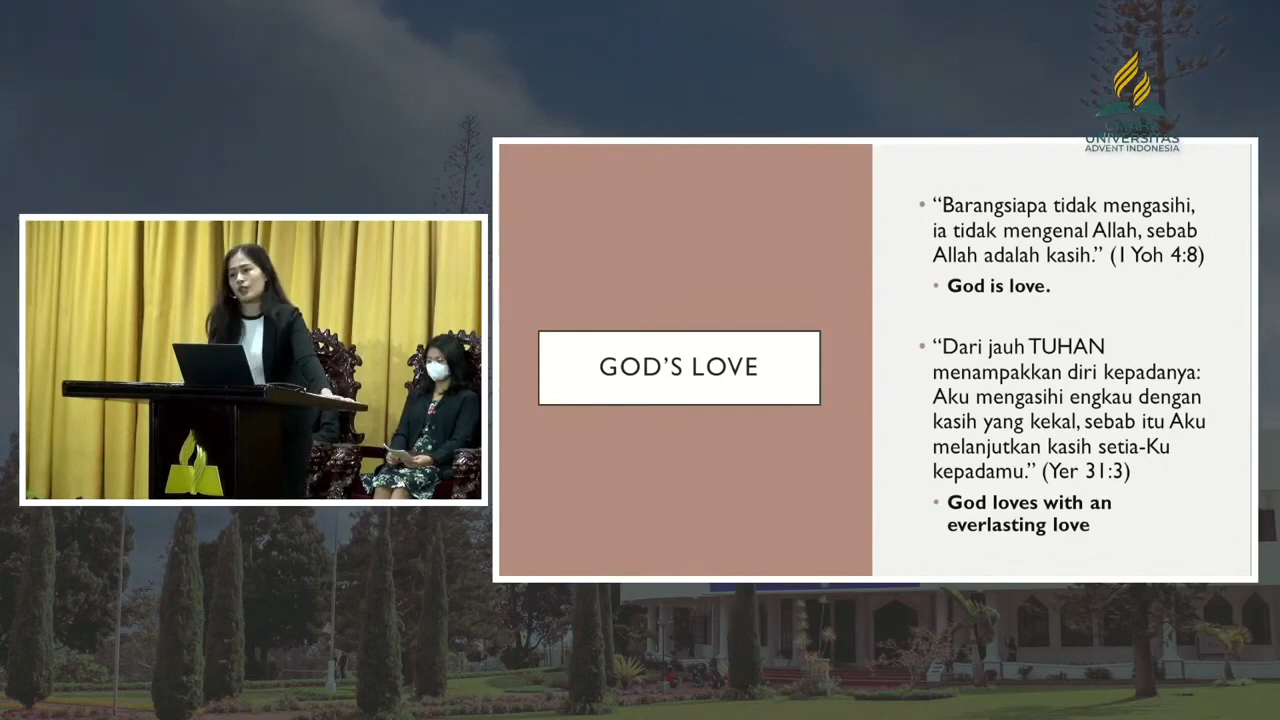 UNIVERSITAS
ADVENT INDONESIA
GOD’S LOVE
• “Barangsiapa tidak mengasihi,
ia tidak mengenal Allah, sebab
Allah adalah kasih.” (1 Yoh 4:8)
• God is love.
• “Dari jauh TUHAN
menampakkan diri kepadanya:
Aku mengasihi engkau dengan
kasih yang kekal, sebab itu Aku
melanjutkan kasih setia-Ku
kepadamu.” (Yer 31:3)
• God loves with an
everlasting love